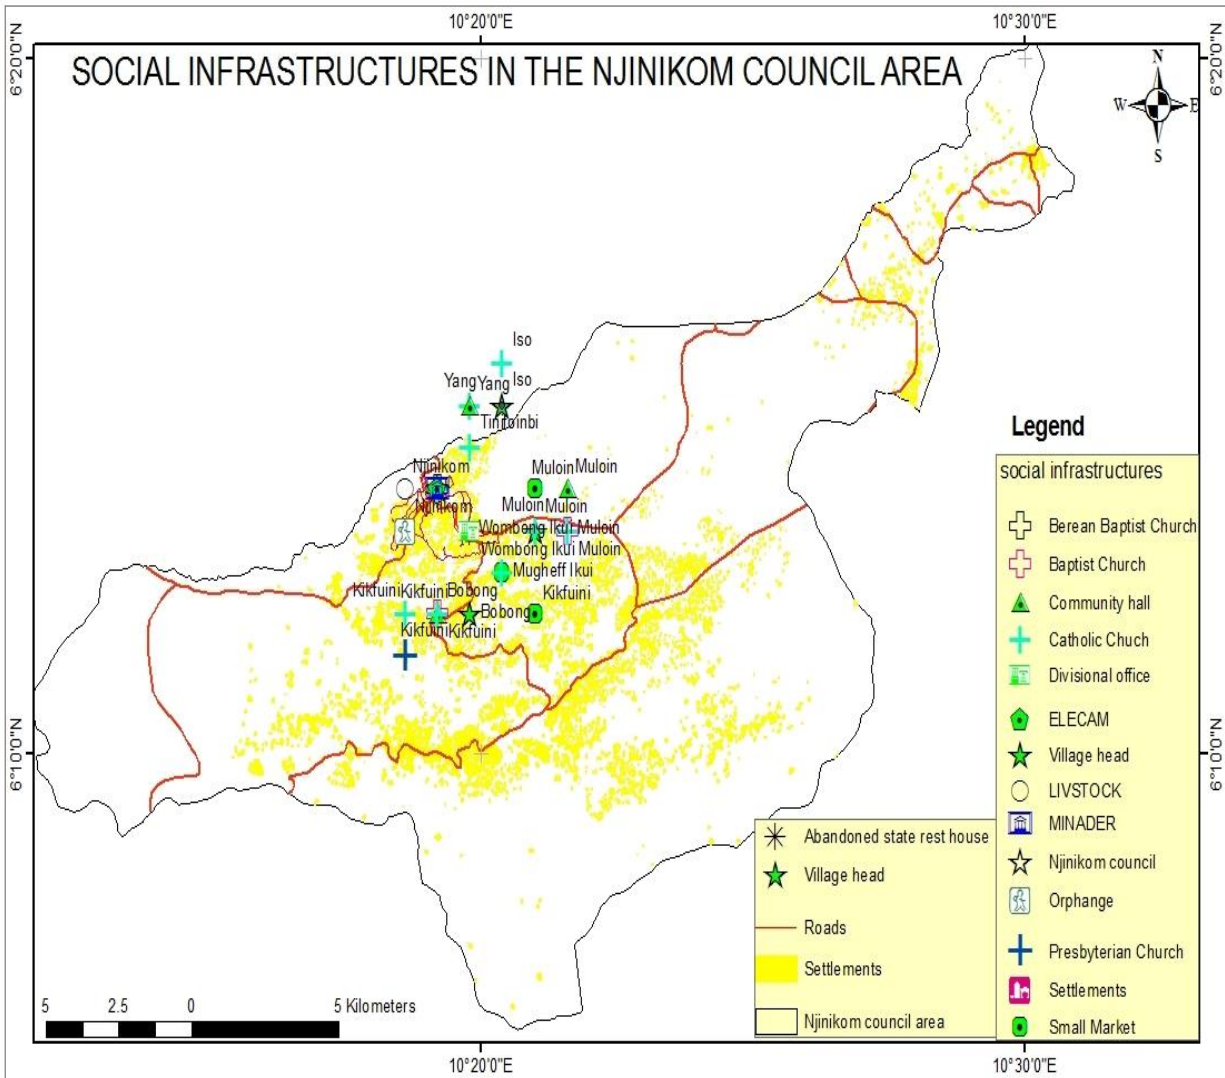 10°20'0"E
10°30'0"E
6°20'0"N
6°20'0"N
SOCIAL INFRASTRUCTURES IN THE NJINIKOM COUNCIL AREA
N
W
E
S
Iso
Yang
Yang
Iso
Njinikom
Muloin
Muloin
Njinikom
Muloin
Muloin
Wombong Ikui Muloin
Wombong Ikui Muloin
Mugheff Ikui
Kikfuini
Kikfuini
Bobong
Kikfuini
Bobong
Kikfuini
Kikfuini
6°10'0"N
6°10'0"N
Legend
social infrastructures
Berean Baptist Church
Baptist Church
Community hall
Catholic Chuch
Divisional office
ELECAM
Village head
LIVSTOCK
MINADER
Njinikom council
Orphange
Presbyterian Church
Settlements
Small Market
Abandoned state rest house
Village head
Roads
Settlements
Njinikom council area
5
2.5
0
5 Kilometers
10°20'0"E
10°30'0"E